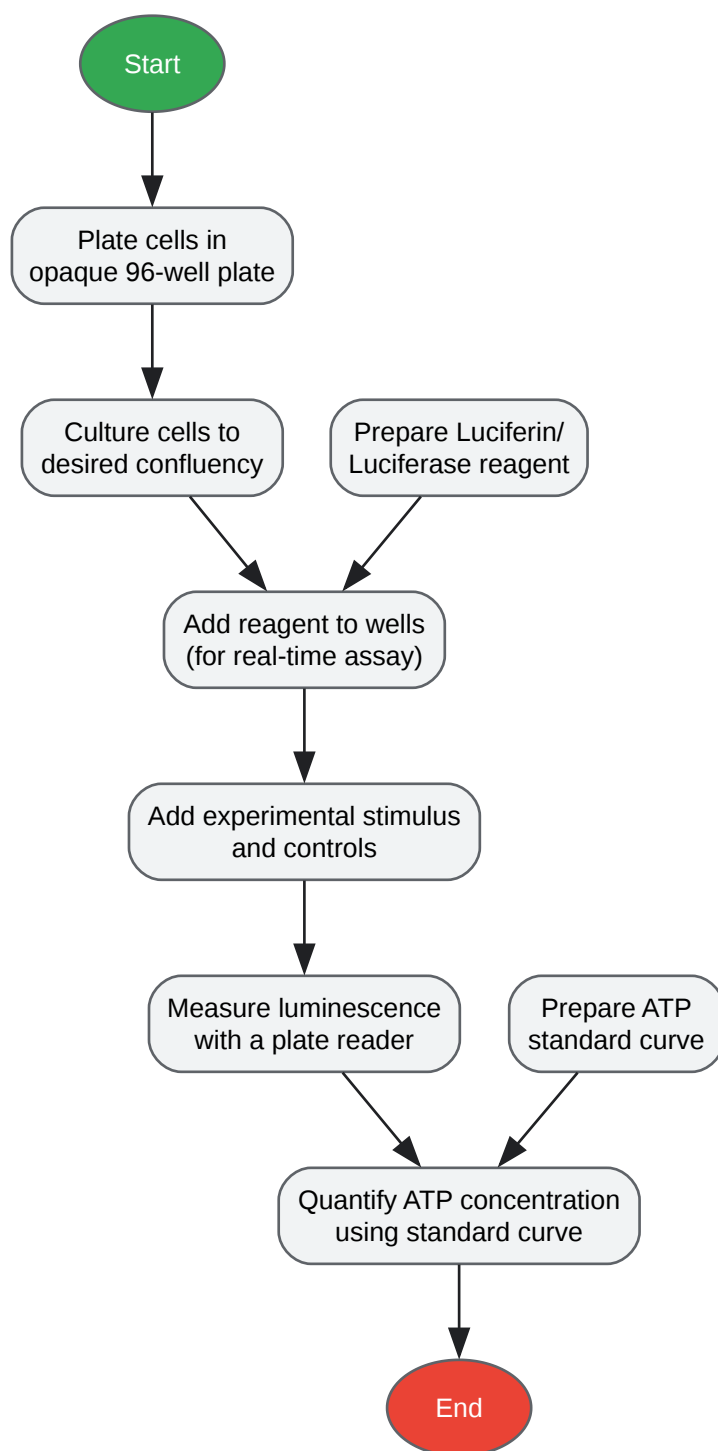 Start
Plate cells in
opaque 96-well plate
Culture cells to
desired confluency
Prepare Luciferin/
Luciferase reagent
Add reagent to wells
(for real-time assay)
Add experimental stimulus
and controls
Measure luminescence
with a plate reader
Prepare ATP
standard curve
Quantify ATP concentration
using standard curve
End